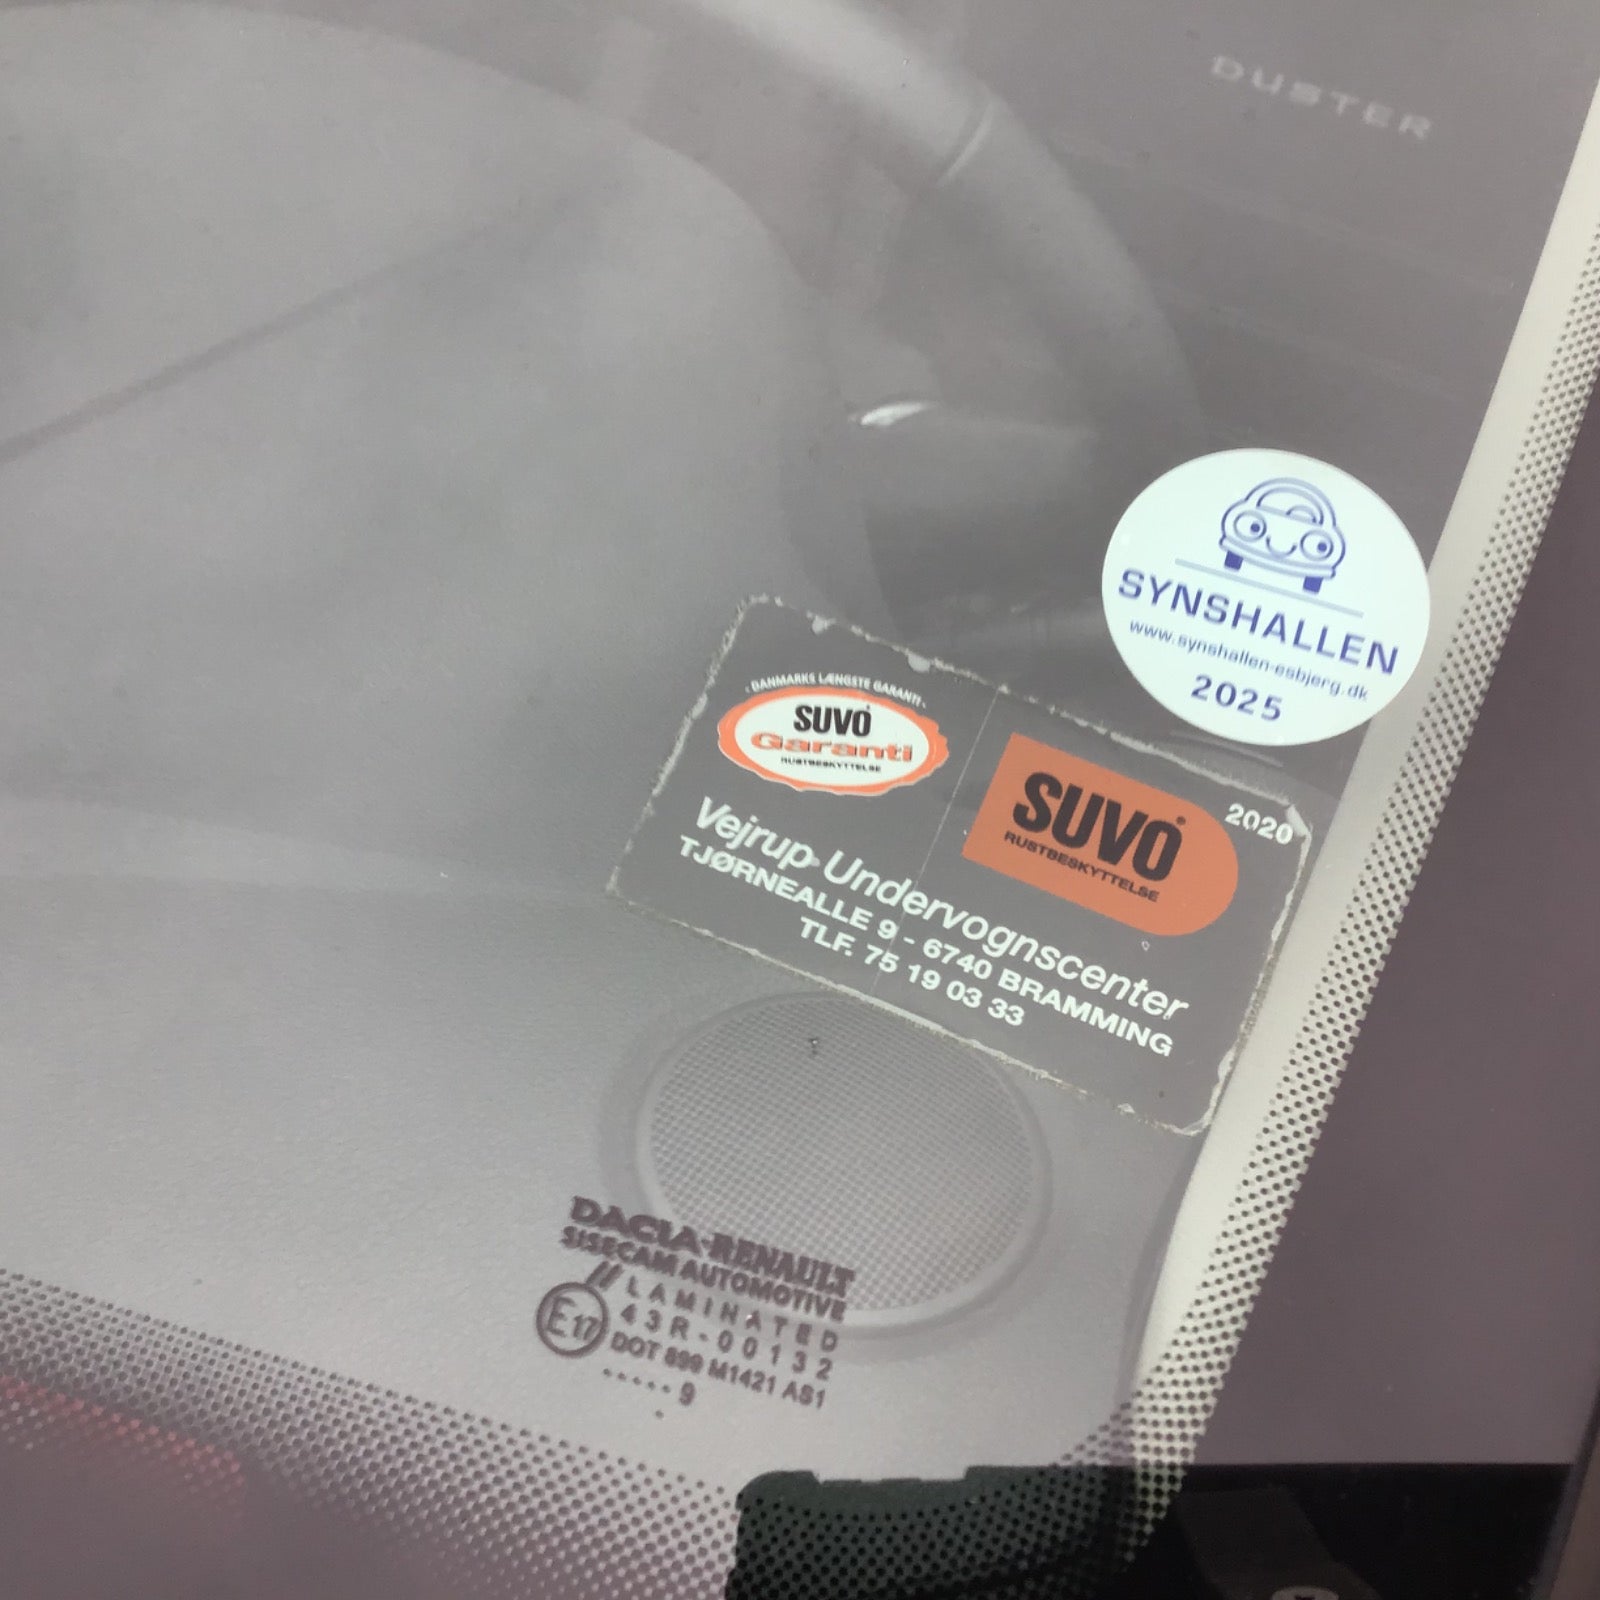 DUSTER
SYNSHALLEN
www.synshallen-esbjerg.dk
2025
- DANMARKS LÆNGSTE GARANTI -
SUVO
Garanti
RUSTBESKYTTELSE
2020
SUVO®
RUSTBESKYTTELSE
Vejrup Undervognscenter
TJØRNEALLE 9 - 6740 BRAMMING
TLF. 75 19 03 33
DACIA-RENAULT
SISECAM AUTOMOTIVE
// LAMINATED
E17 43R-00132
DOT 899 M1421 AS1
.....9
.